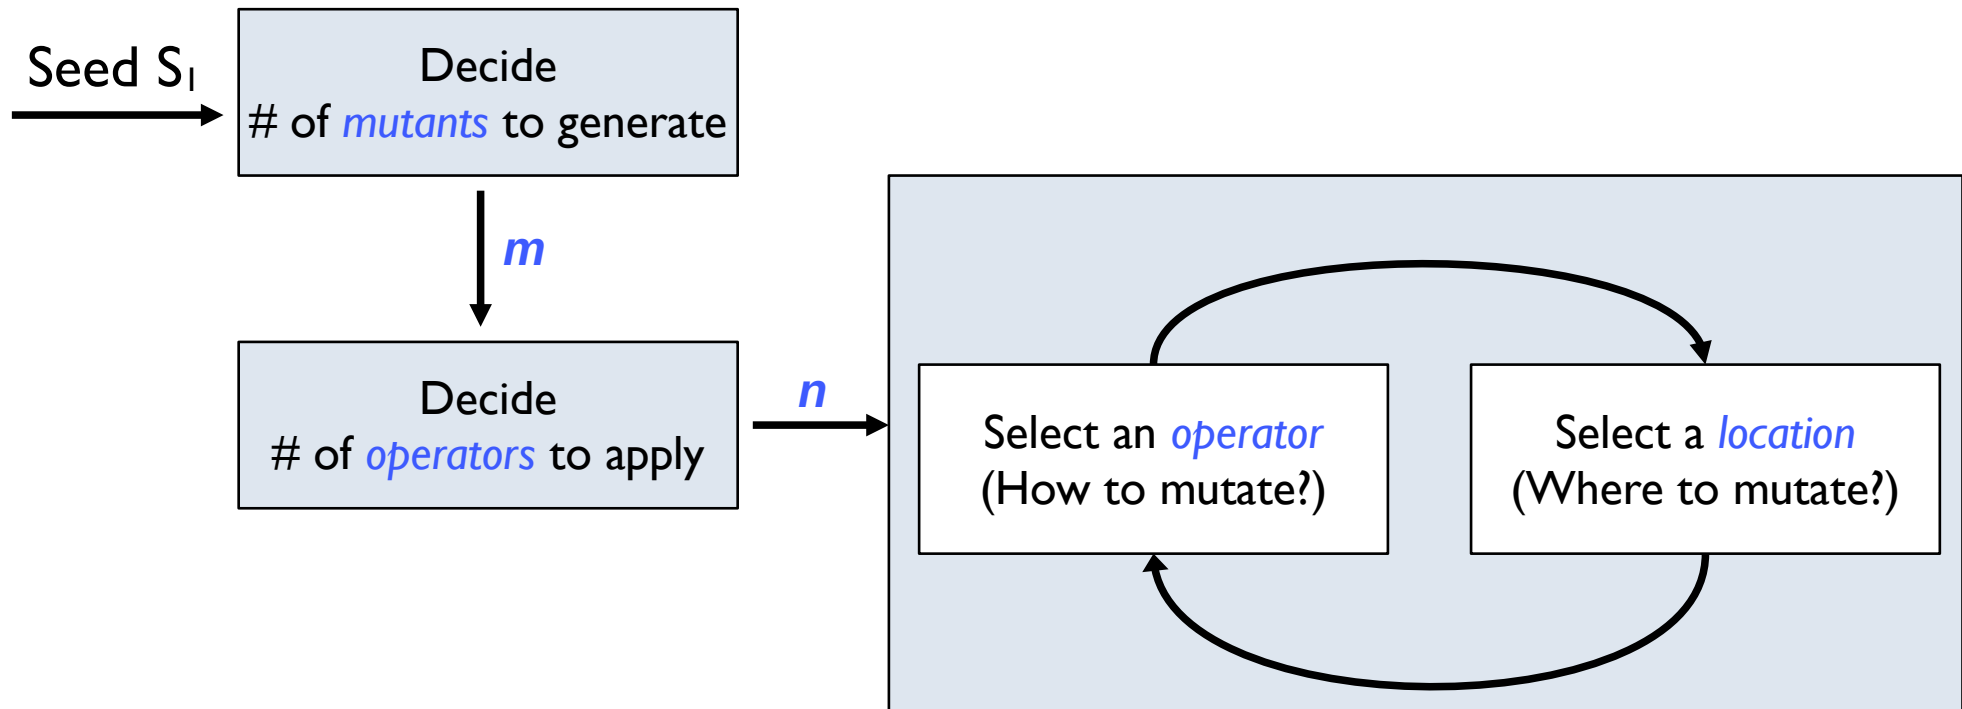 Seed S₁
Decide
# of mutants to generate
m
Decide
# of operators to apply
n
Select an operator
(How to mutate?)
Select a location
(Where to mutate?)